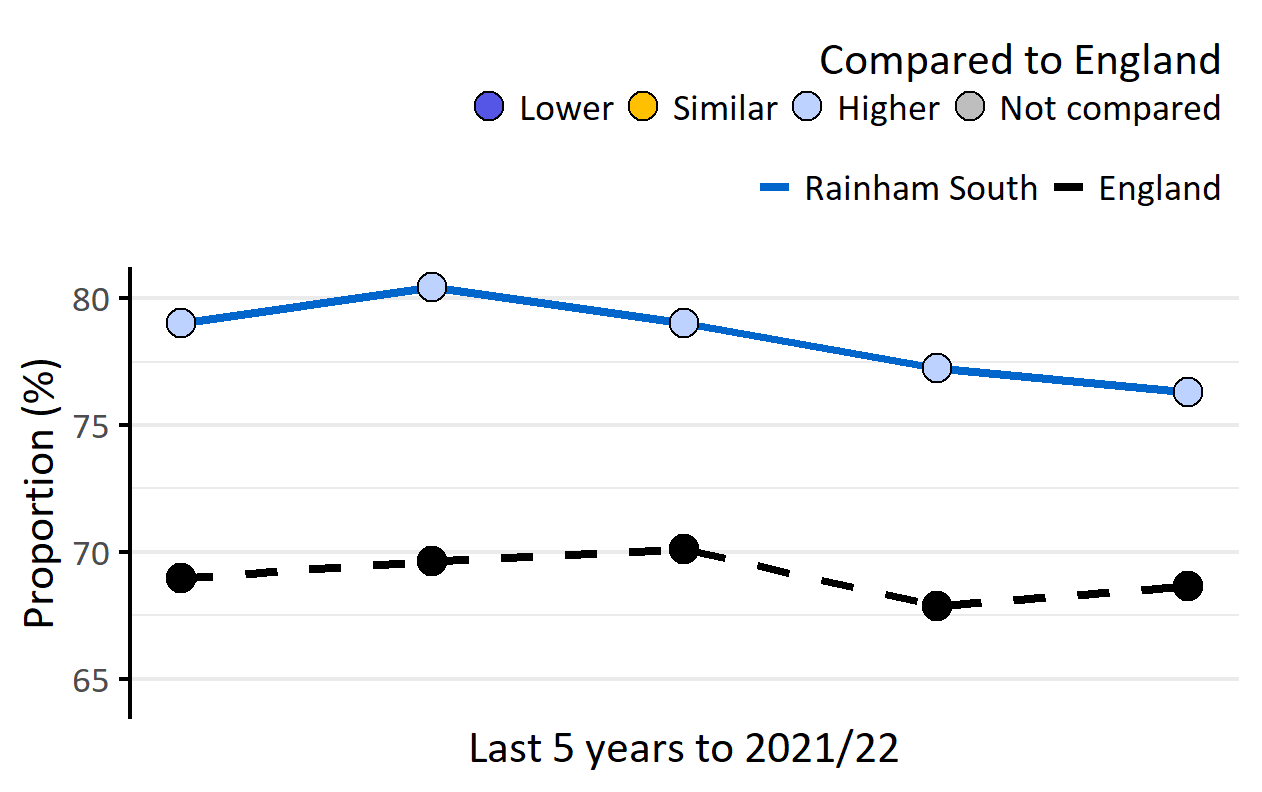 Compared to England
Lower Similar Higher Not compared
Rainham South England
Proportion (%)
80
75
70
65
Last 5 years to 2021/22